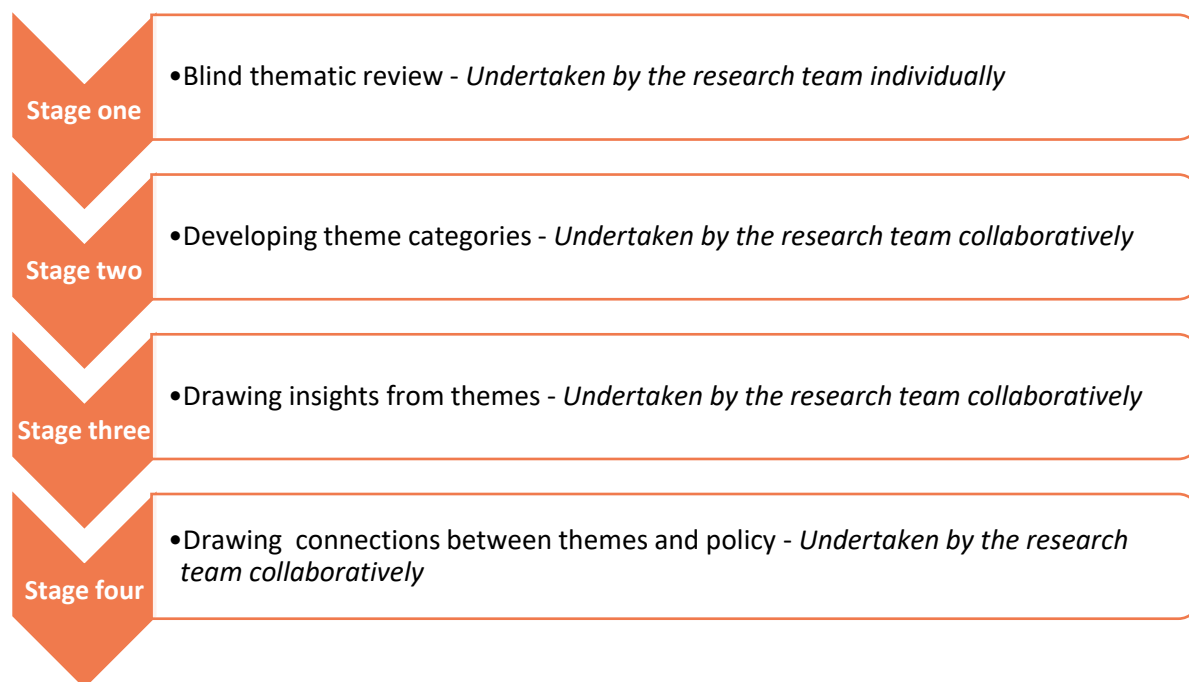 Stage one
•Blind thematic review - Undertaken by the research team individually
Stage two
•Developing theme categories - Undertaken by the research team collaboratively
Stage three
•Drawing insights from themes - Undertaken by the research team collaboratively
Stage four
•Drawing  connections between themes and policy - Undertaken by the research
team collaboratively